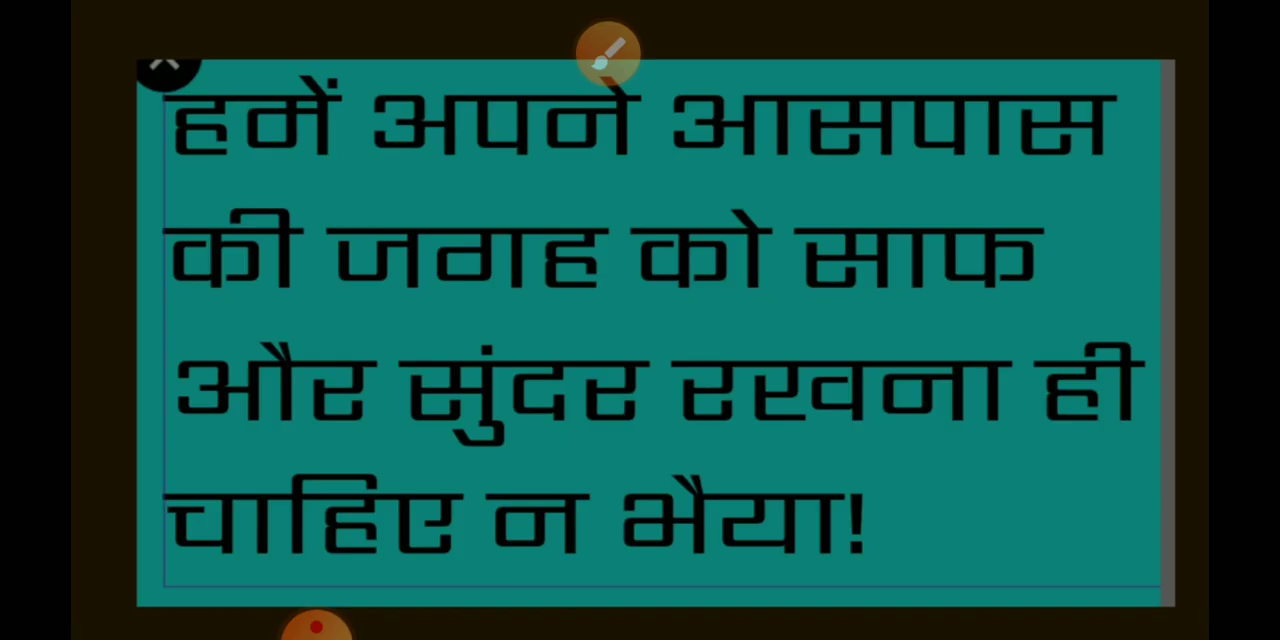 हमें अपने आसपास
की जगह को साफ
और सुंदर रखना ही
चाहिए न भैया!